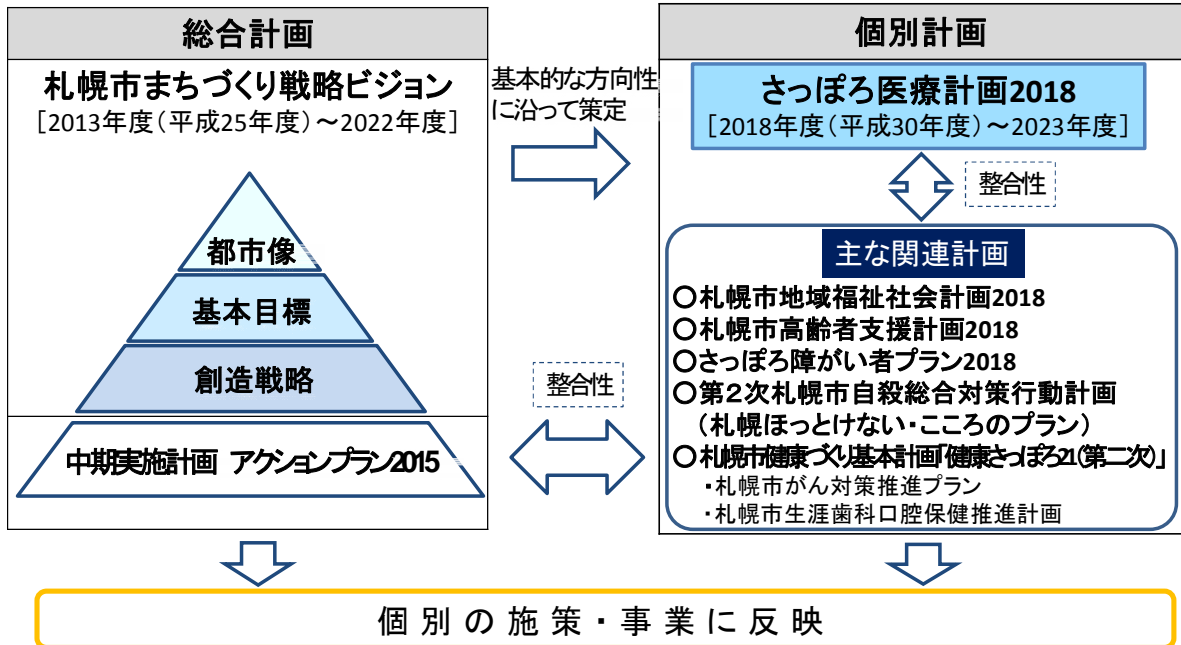 総合計画
札幌市まちづくり戦略ビジョン
[2013年度(平成25年度)~2022年度]
都市像
基本目標
創造戦略
中期実施計画 アクションプラン2015
基本的な方向性
に沿って策定
整合性
個別計画
さっぽろ医療計画2018
[2018年度(平成30年度)~2023年度]
整合性
主な関連計画
○札幌市地域福祉社会計画2018
○札幌市高齢者支援計画2018
○さっぽろ障がい者プラン2018
○第2次札幌市自殺総合対策行動計画
(札幌ほっとけない・こころのプラン)
○札幌市健康づくり基本計画「健康さっぽろ21(第二次)」
・札幌市がん対策推進プラン
・札幌市生涯歯科口腔保健推進計画
個別の施策・事業に反映